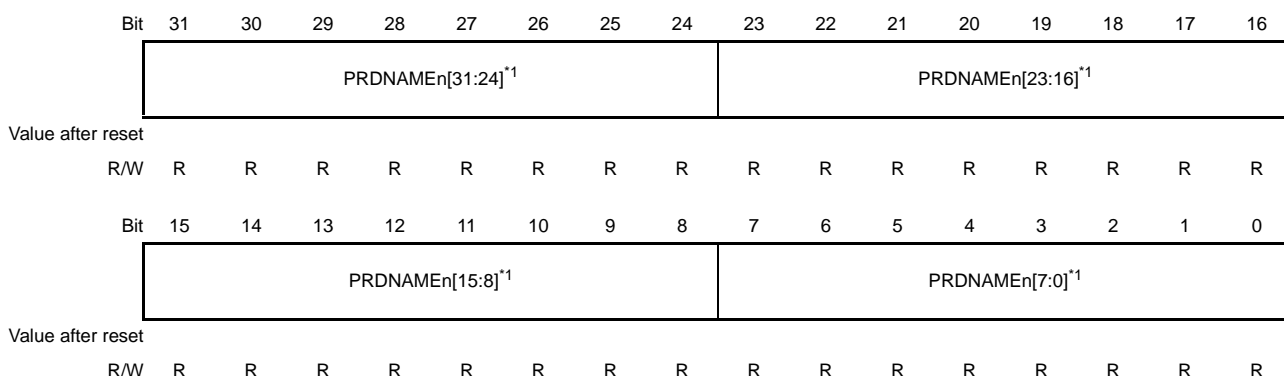 Bit 31 30 29 28 27 26 25 24 23 22 21 20 19 18 17 16
PRDNAMEn[31:24]*1 PRDNAMEn[23:16]*1
Value after reset
R/W R R R R R R R R R R R R R R R R
Bit 15 14 13 12 11 10 9 8 7 6 5 4 3 2 1 0
PRDNAMEn[15:8]*1 PRDNAMEn[7:0]*1
Value after reset
R/W R R R R R R R R R R R R R R R R